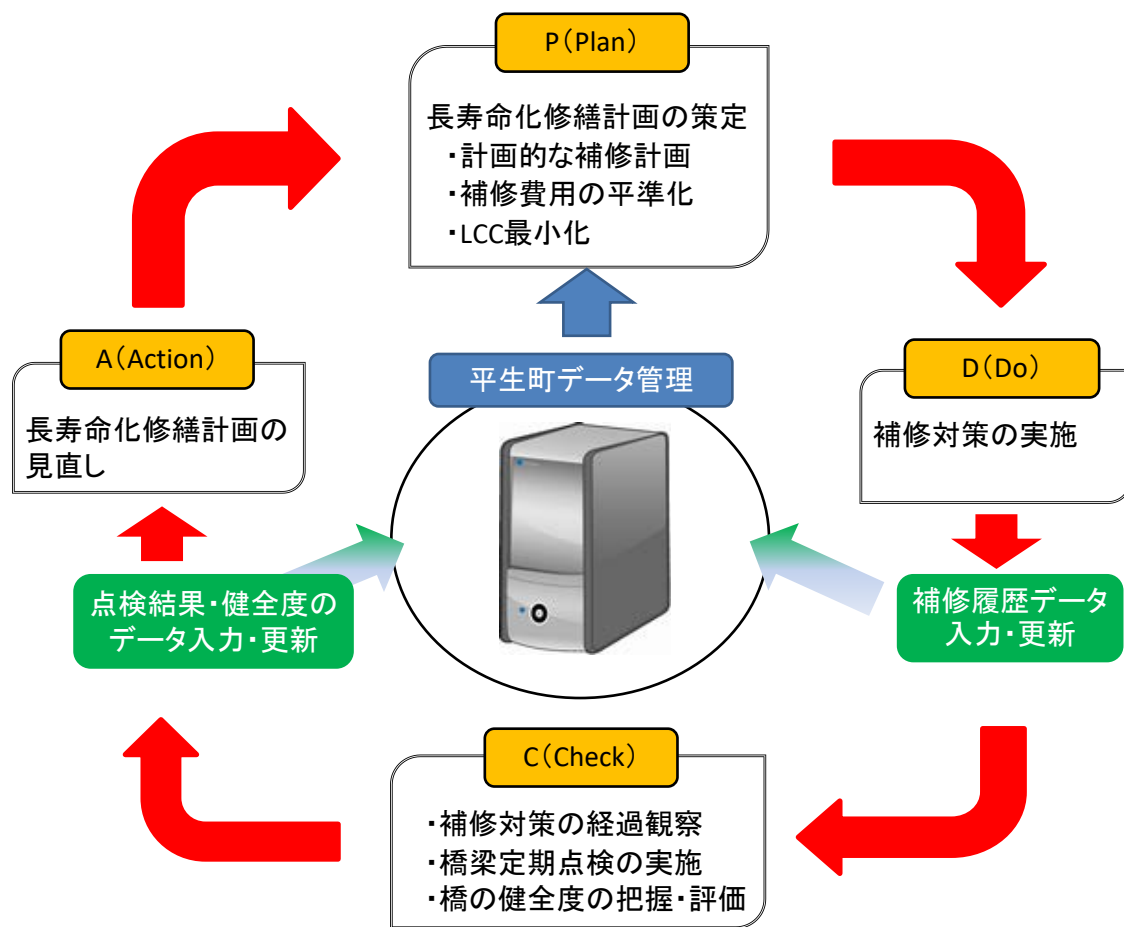 P(Plan)
長寿命化修繕計画の策定
・計画的な補修計画
・補修費用の平準化
・LCC最小化
A(Action)
長寿命化修繕計画の
見直し
平生町データ管理
D(Do)
補修対策の実施
点検結果・健全度の
データ入力・更新
補修履歴データ
入力・更新
C(Check)
・補修対策の経過観察
・橋梁定期点検の実施
・橋の健全度の把握・評価